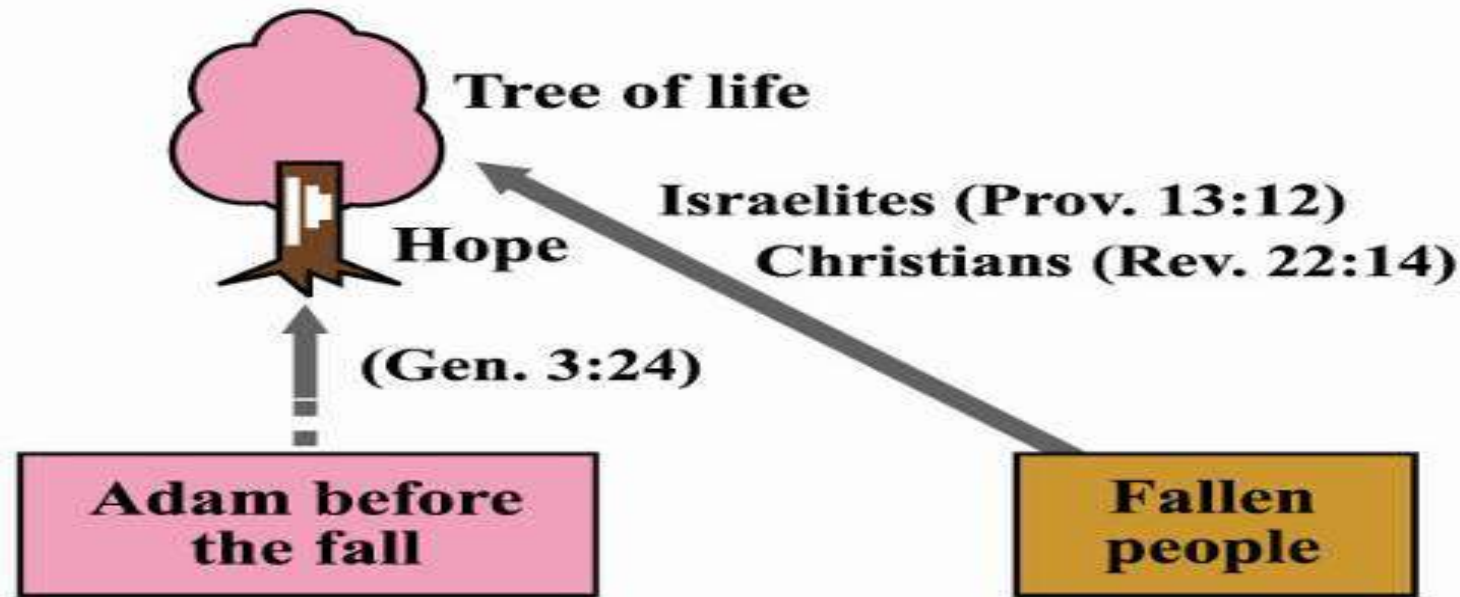 Tree of life
Israelites (Prov. 13:12)
Hope
Christians (Rev. 22:14)
(Gen. 3:24)
Adam before
the fall
Fallen
people